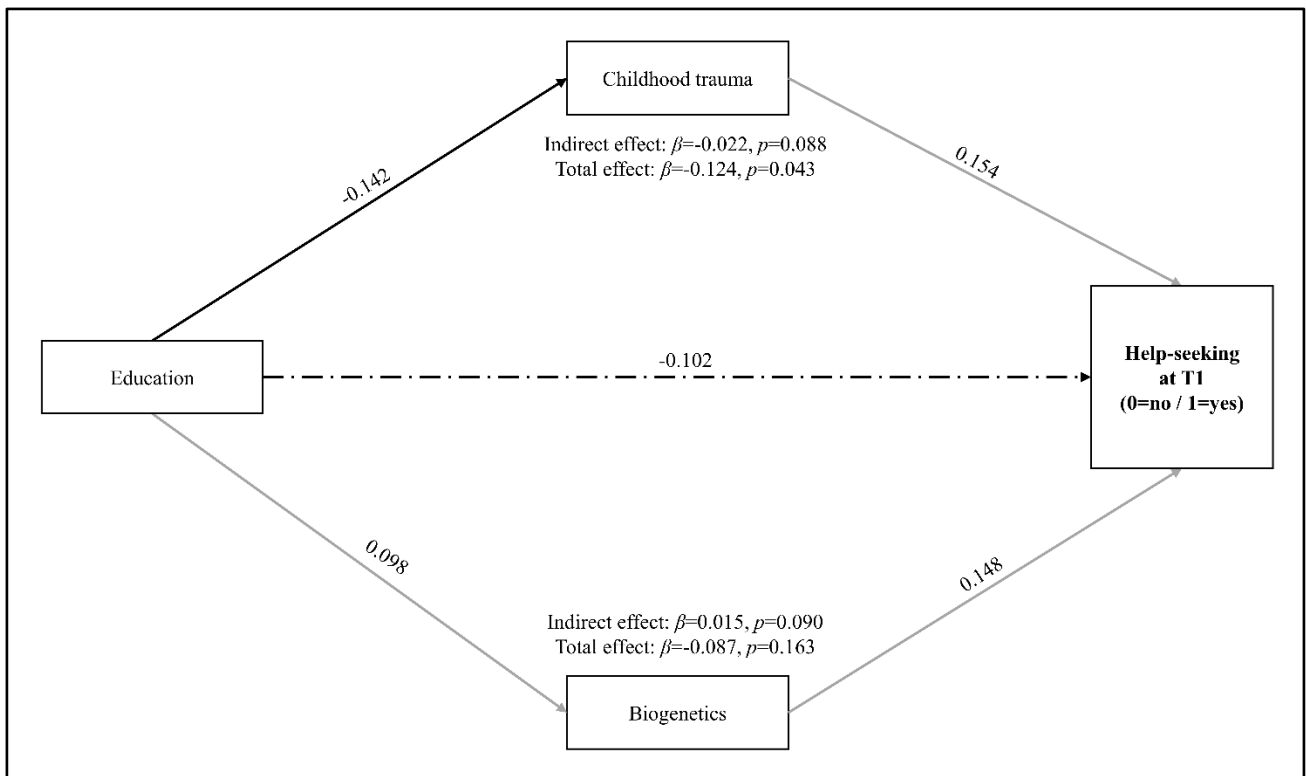 Childhood trauma
Indirect effect: β=-0.022, p=0.088
Total effect: β=-0.124, p=0.043
-0.142
0.154
Education
-0.102
Help-seeking
at T1
(0=no / 1=yes)
0.098
0.148
Indirect effect: β=0.015, p=0.090
Total effect: β=-0.087, p=0.163
Biogenetics